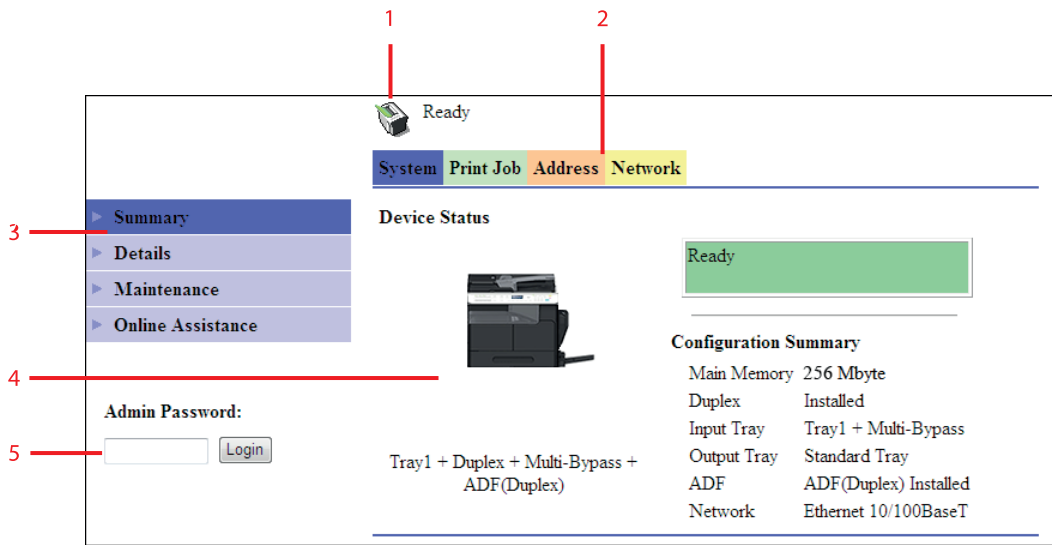 1
2
Ready
System Print Job Address Network
3
Summary
Details
Maintenance
Online Assistance
4
Admin Password:
5
Login
Device Status
Tray1 + Duplex + Multi-Bypass +
ADF(Duplex)
Ready
Configuration Summary
Main Memory 256 Mbyte
Duplex Installed
Input Tray Tray1 + Multi-Bypass
Output Tray Standard Tray
ADF ADF(Duplex) Installed
Network Ethernet 10/100BaseT